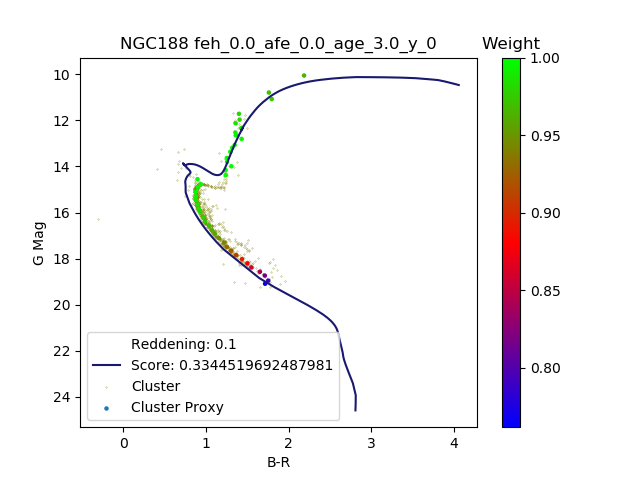 NGC188 feh_0.0_afe_0.0_age_3.0_y_0
Weight
10
12
14
16
18
20
22
24
G Mag
0
1
2
3
4
B-R
Reddening: 0.1
Score: 0.3344519692487981
Cluster
Cluster Proxy
1.00
0.95
0.90
0.85
0.80